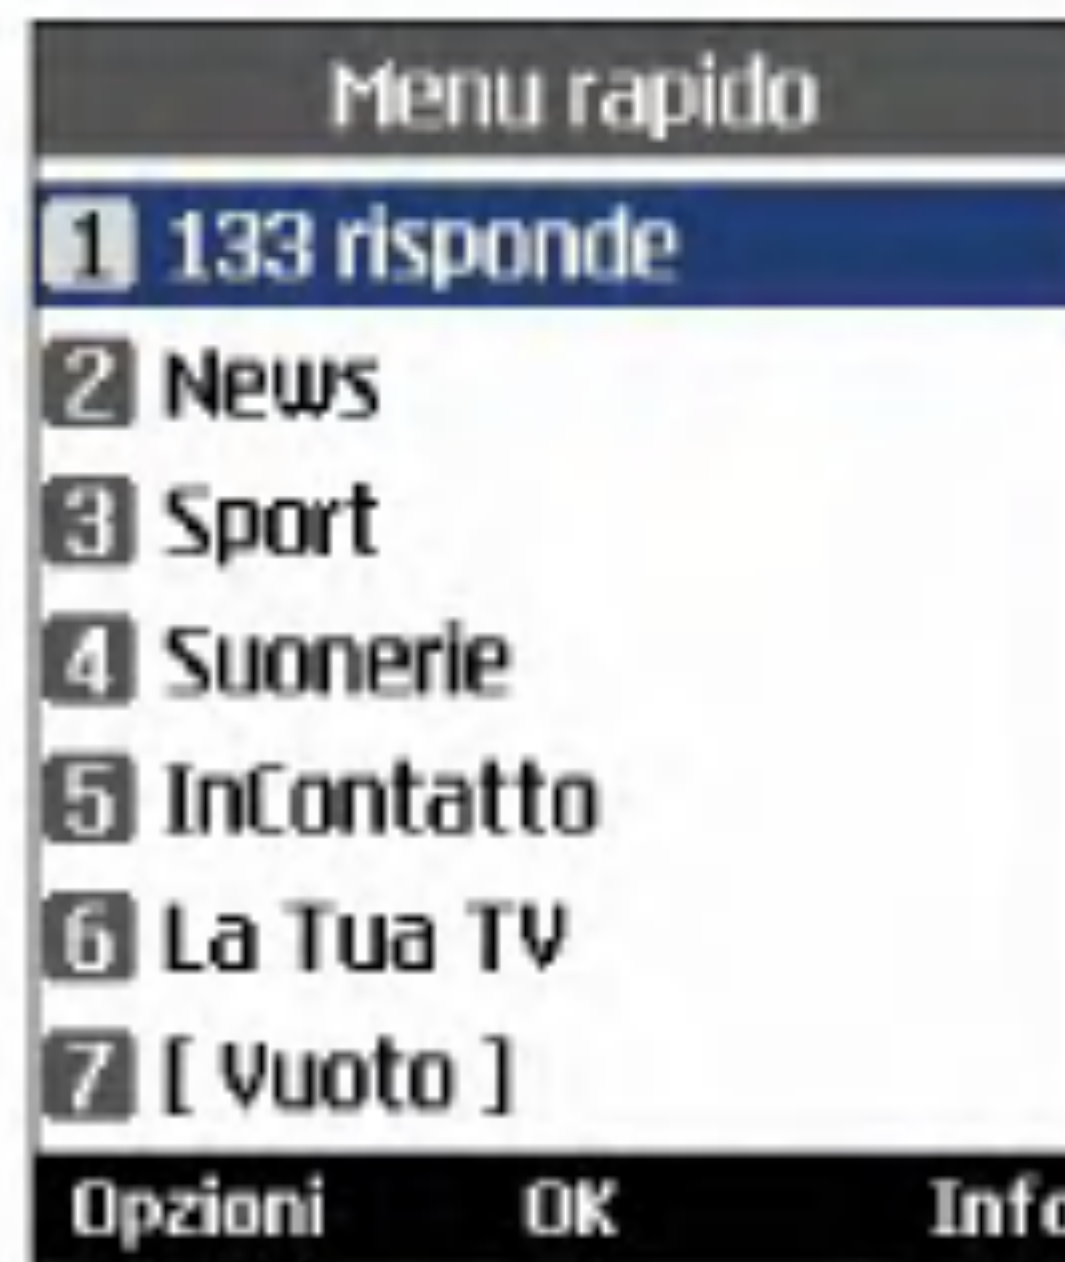 Menu rapido
1 133 risponde
2 News
3 Sport
4 Suonerie
5 InContatto
6 La Tua TV
7 [ Vuoto ]
Opzioni OK Info